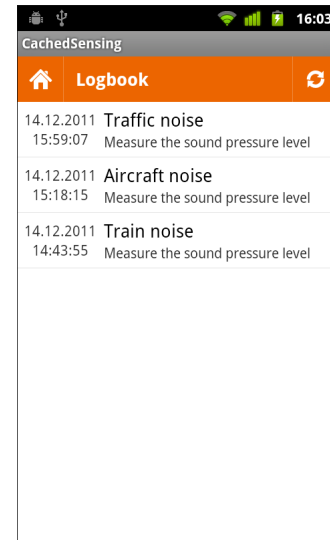 16:03
CachedSensing
Logbook
14.12.2011 Traffic noise
15:59:07 Measure the sound pressure level
14.12.2011 Aircraft noise
15:18:15 Measure the sound pressure level
14.12.2011 Train noise
14:43:55 Measure the sound pressure level